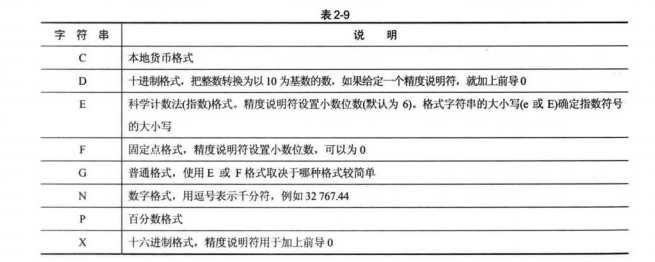 表2-9
字 符 串 说 明
C 本地货币格式
D 十进制格式，把整数转换为以 10 为基数的数，如果给定一个精度说明符，就加上前导 0
E 科学计数法(指数)格式。精度说明符设置小数位数(默认为 6)。格式字符串的大小写(e 或 E)确定指数符号
的大小写
F 固定点格式，精度说明符设置小数位数，可以为 0
G 普通格式，使用 E 或 F 格式取决于哪种格式较简单
N 数字格式，用逗号表示千分符，例如 32 767.44
P 百分数格式
X 十六进制格式，精度说明符用于加上前导 0